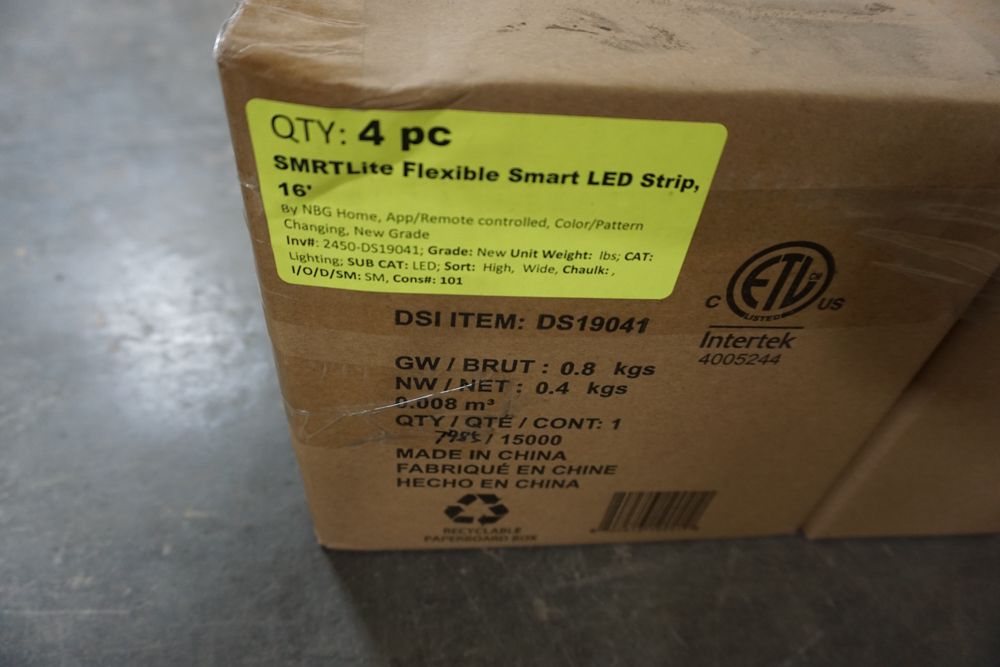 QTY: 4 pc
SMRTLite Flexible Smart LED Strip,
16'
By NBG Home, App/Remote controlled, Color/Pattern
Changing, New Grade
Inv#: 2450-DS19041; Grade: New Unit Weight: lbs; CAT:
Lighting; SUB CAT: LED; Sort: High, Wide, Chaulk: ,
I/O/D/SM: SM, Cons#: 101
DSI ITEM: DS19041
GW / BRUT : 0.8 kgs
NW / NET : 0.4 kgs
0.008 m³
QTY / QTÉ / CONT: 1
/ 15000
MADE IN CHINA
FABRIQUÉ EN CHINE
HECHO EN CHINA
RECYCLABLE
PAPERBOARD BOX
C ETL CM US
LISTED
Intertek
4005244